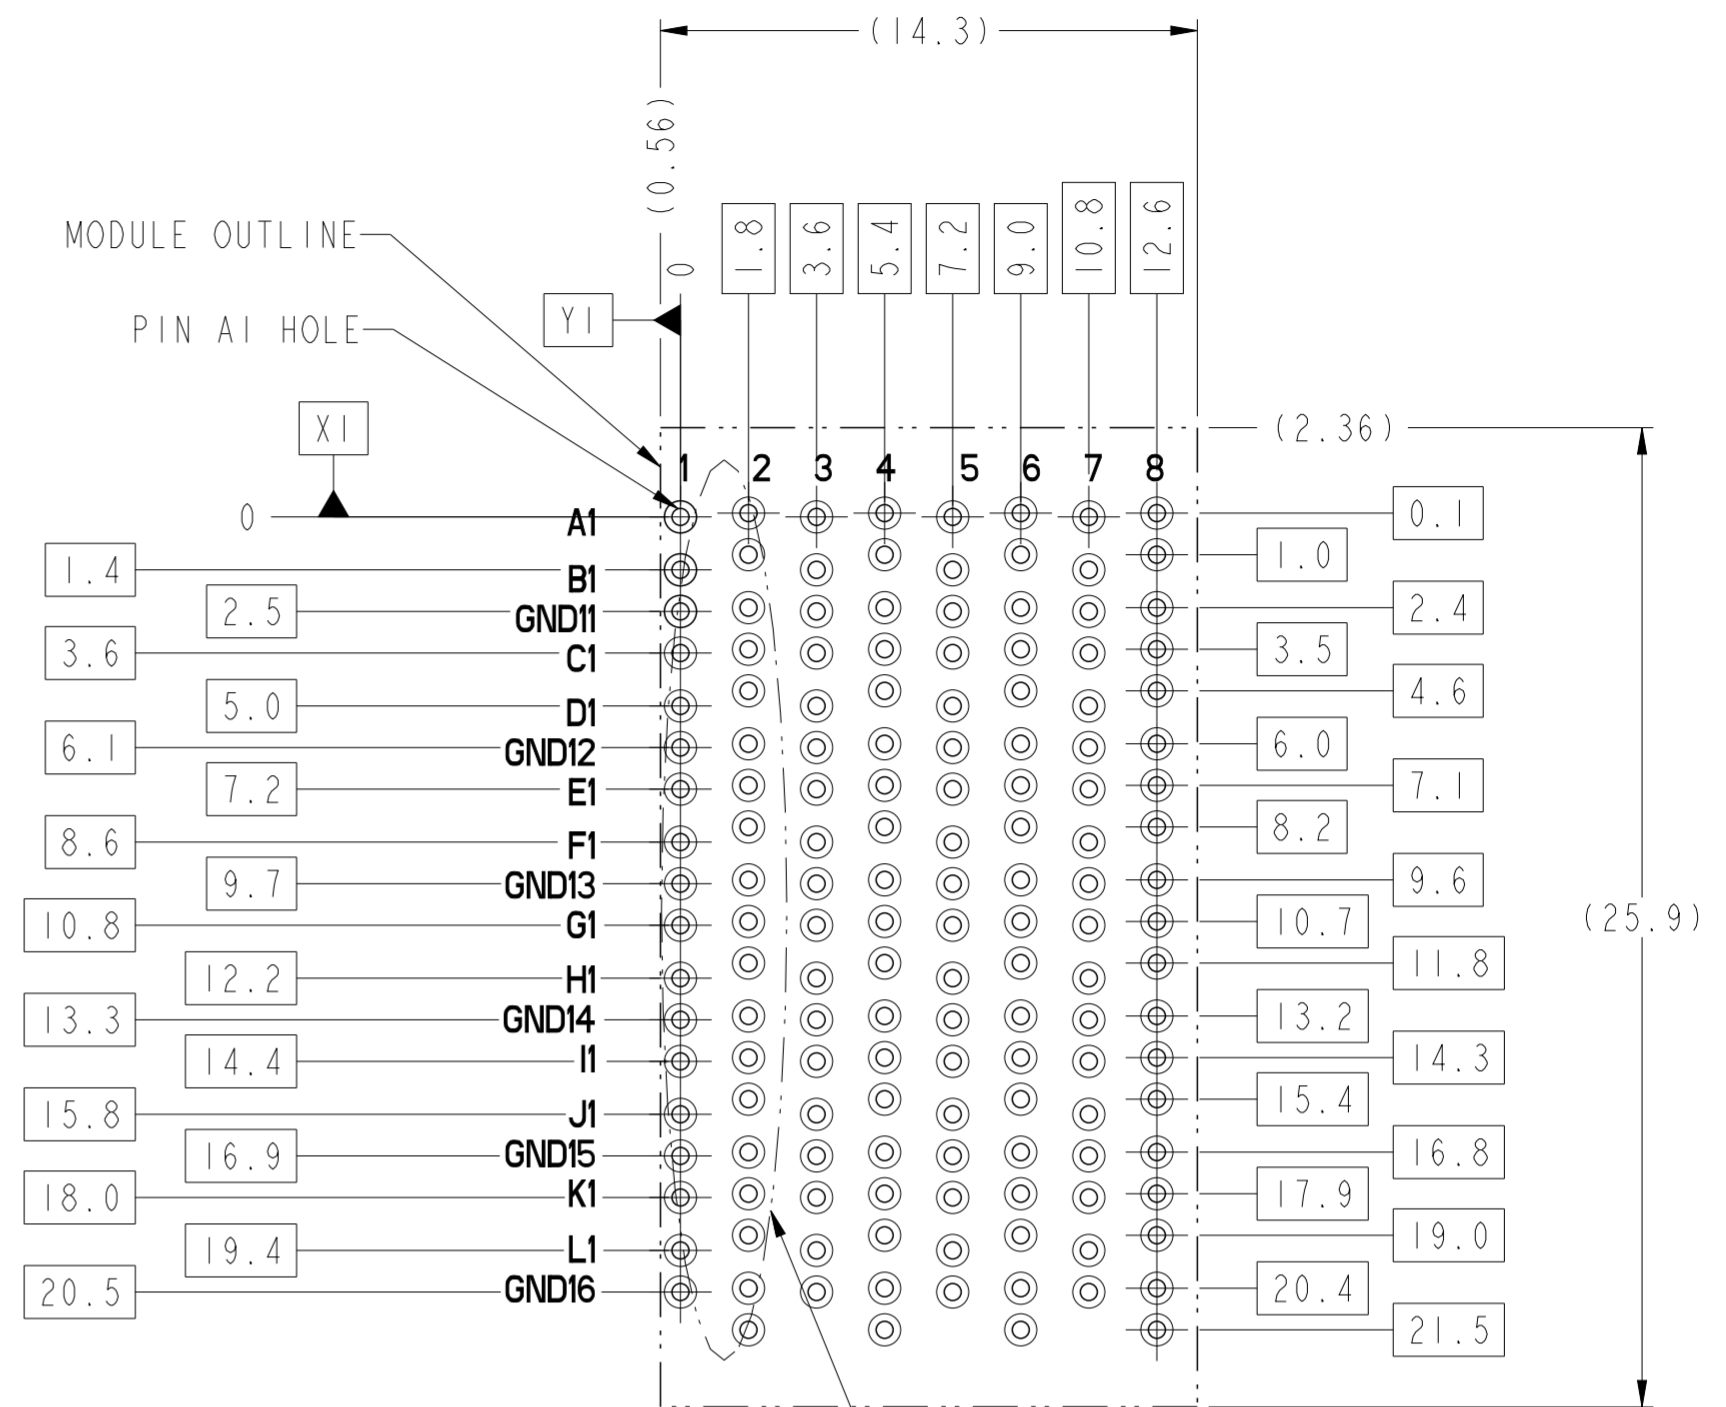 (14.3)
(0.56)
0
1.8
3.6
5.4
7.2
9.0
10.8
12.6
MODULE OUTLINE
Y1
PIN A1 HOLE
X1
(2.36)
1 2 3 4 5 6 7 8
0 A1 0.1
1.4 B1 1.0
2.5 GND11 2.4
3.6 C1 3.5
5.0 D1 4.6
6.1 GND12 6.0
7.2 E1 7.1
8.6 F1 8.2
9.7 GND13 9.6
10.8 G1 10.7
(25.9)
12.2 H1 11.8
13.3 GND14 13.2
14.4 I1 14.3
15.8 J1 15.4
16.9 GND15 16.8
18.0 K1 17.9
19.4 L1 19.0
20.5 GND16 20.4
21.5